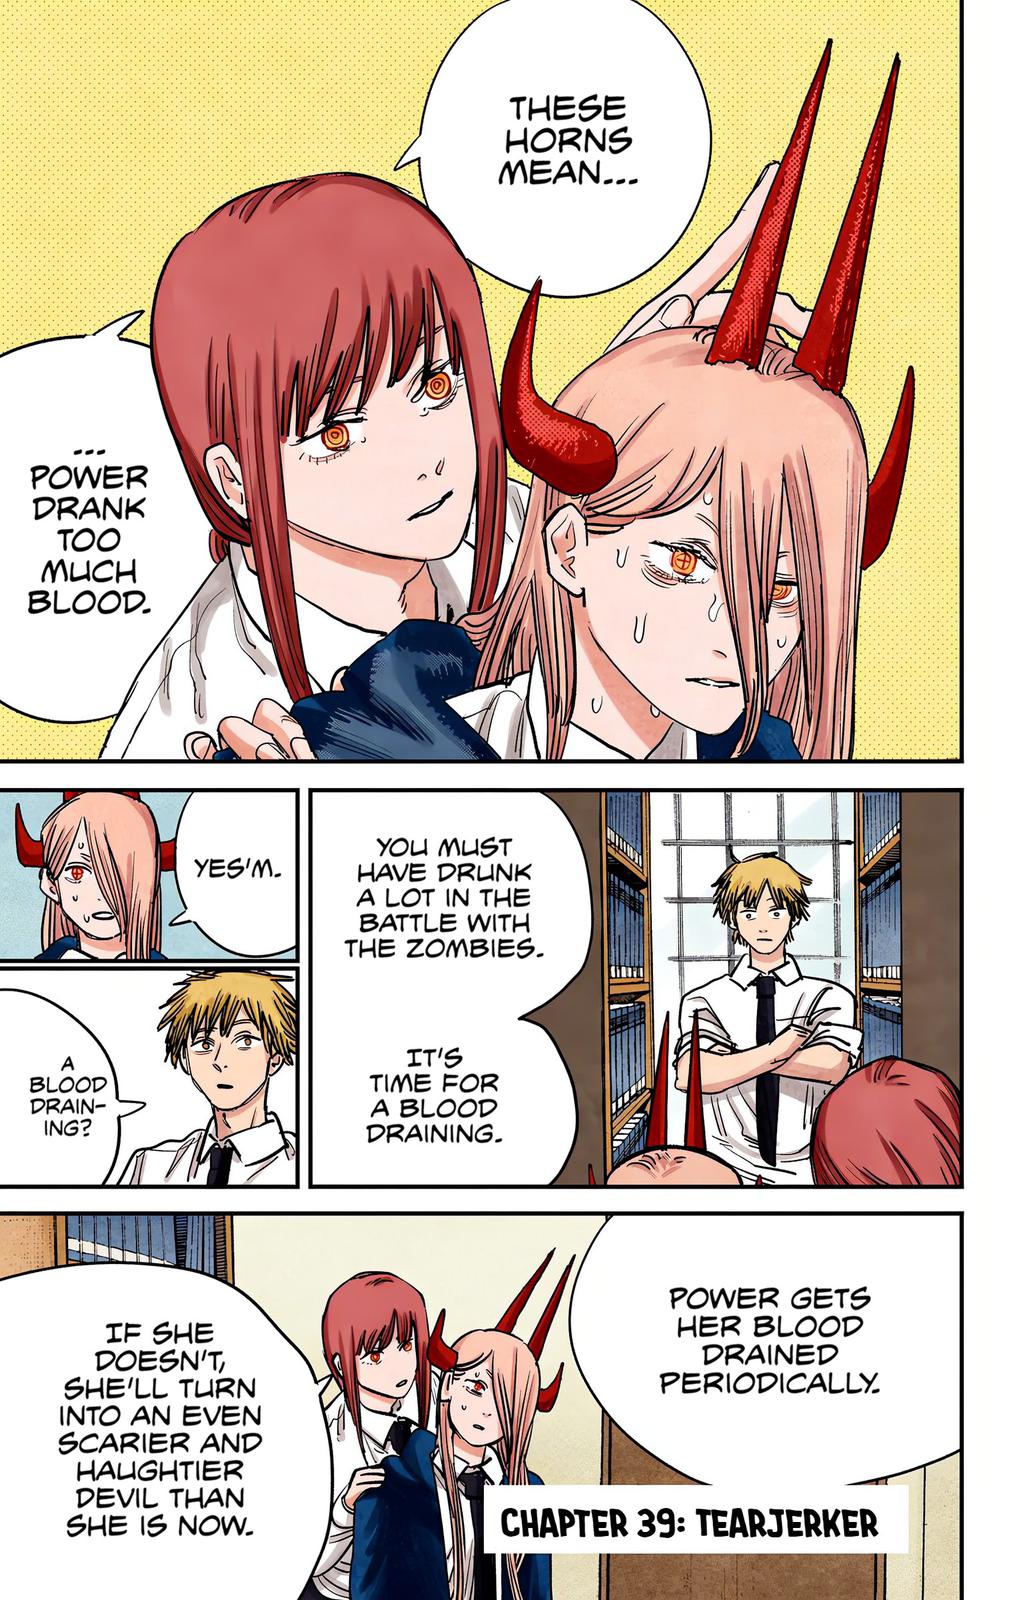 THESE
HORNS
MEAN...
...
POWER
DRANK
TOO
MUCH
BLOOD.
YES'M.
A
BLOOD
DRAIN-
ING?
YOU MUST
HAVE DRUNK
A LOT IN THE
BATTLE WITH
THE ZOMBIES.
IT'S
TIME FOR
A BLOOD
DRAINING.
POWER GETS
HER BLOOD
DRAINED
PERIODICALLY.
IF SHE
DOESN'T,
SHE'LL TURN
INTO AN EVEN
SCARIER AND
HAUGHTIER
DEVIL THAN
SHE IS NOW.
CHAPTER 39: TEARJERKER